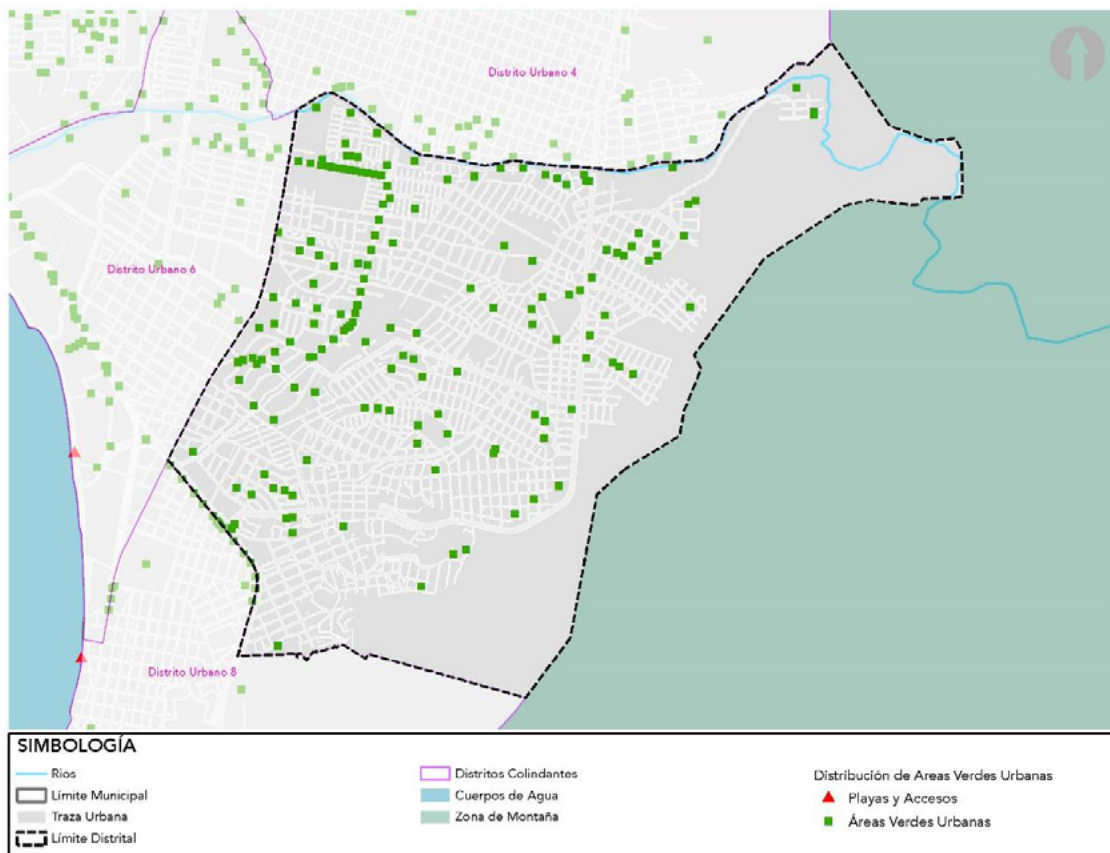 Distrito Urbano 4
Distrito Urbano 6
Distrito Urbano 8
SIMBOLOGÍA
Rios
Límite Municipal
Traza Urbana
Límite Distrital
Distritos Colindantes
Cuerpos de Agua
Zona de Montaña
Distribución de Areas Verdes Urbanas
Playas y Accesos
Áreas Verdes Urbanas